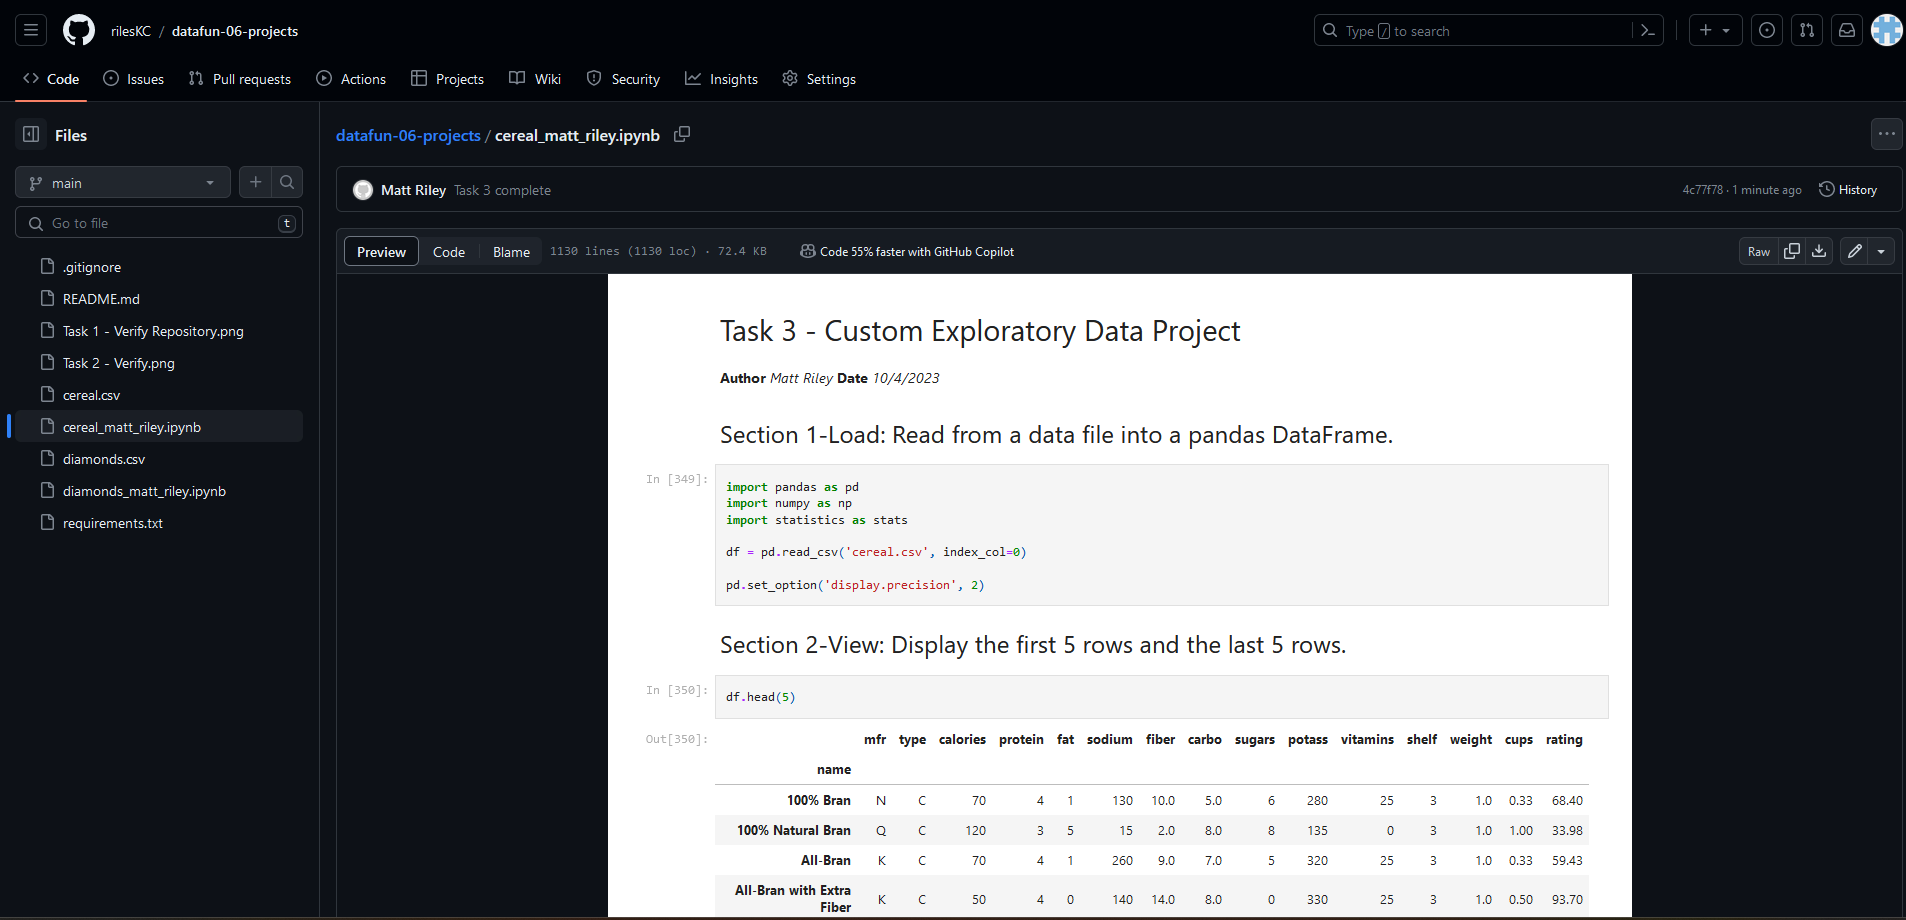 rilesKC / datafun-06-projects
Type / to search
Code Issues Pull requests Actions Projects Wiki Security Insights Settings
Files
main
Go to file t
.gitignore
README.md
Task 1 - Verify Repository.png
Task 2 - Verify.png
cereal.csv
cereal_matt_riley.ipynb
diamonds.csv
diamonds_matt_riley.ipynb
requirements.txt
datafun-06-projects / cereal_matt_riley.ipynb
Matt Riley Task 3 complete 4c77f78 · 1 minute ago History
Preview Code Blame 1130 lines (1130 loc) · 72.4 KB Code 55% faster with GitHub Copilot Raw
Task 3 - Custom Exploratory Data Project
Author Matt Riley Date 10/4/2023
Section 1-Load: Read from a data file into a pandas DataFrame.
In [349]:
import pandas as pd
import numpy as np
import statistics as stats
df = pd.read_csv('cereal.csv', index_col=0)
pd.set_option('display.precision', 2)
Section 2-View: Display the first 5 rows and the last 5 rows.
In [350]:
df.head(5)
Out[350]:
mfr type calories protein fat sodium fiber carbo sugars potass vitamins shelf weight cups rating
name
100% Bran N C 70 4 1 130 10.0 5.0 6 280 25 3 1.0 0.33 68.40
100% Natural Bran Q C 120 3 5 15 2.0 8.0 8 135 0 3 1.0 1.00 33.98
All-Bran K C 70 4 1 260 9.0 7.0 5 320 25 3 1.0 0.33 59.43
All-Bran with Extra
Fiber K C 50 4 0 140 14.0 8.0 0 330 25 3 1.0 0.50 93.70